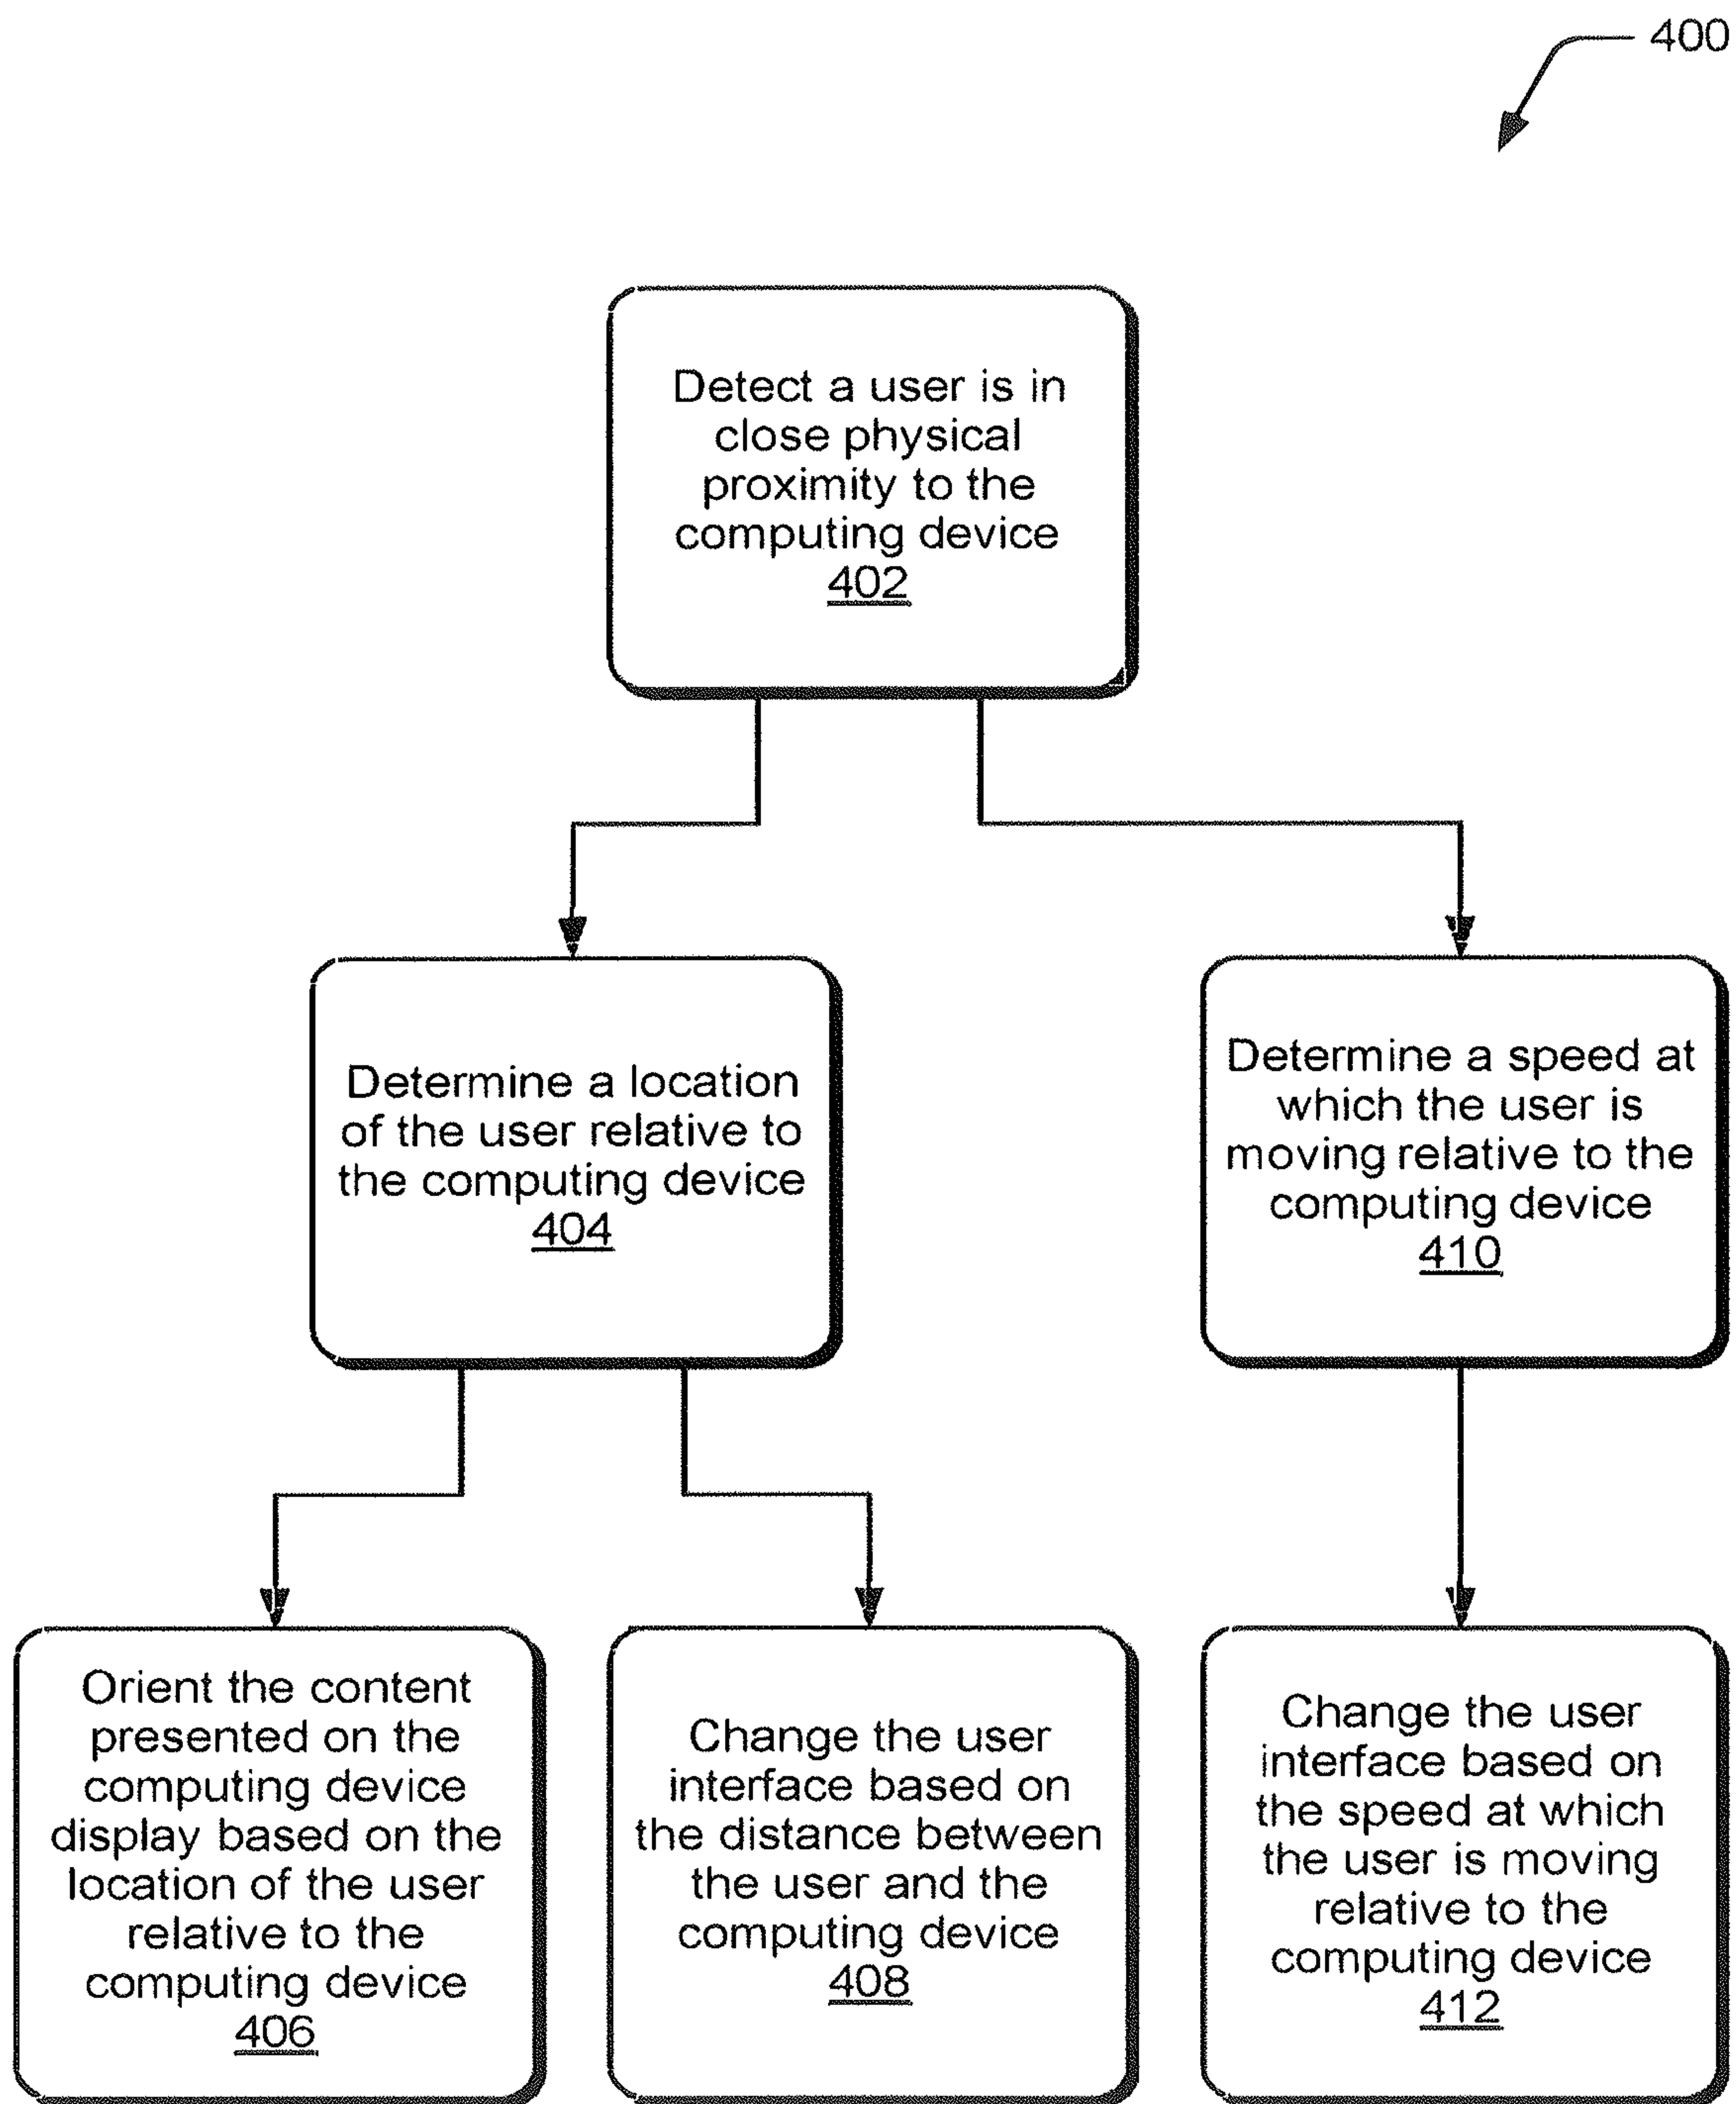 400
Detect a user is in
close physical
proximity to the
computing device
402
Determine a location
of the user relative to
the computing device
404
Determine a speed at
which the user is
moving relative to the
computing device
410
Orient the content
presented on the
computing device
display based on the
location of the user
relative to the
computing device
406
Change the user
interface based on
the distance between
the user and the
computing device
408
Change the user
interface based on
the speed at which
the user is moving
relative to the
computing device
412